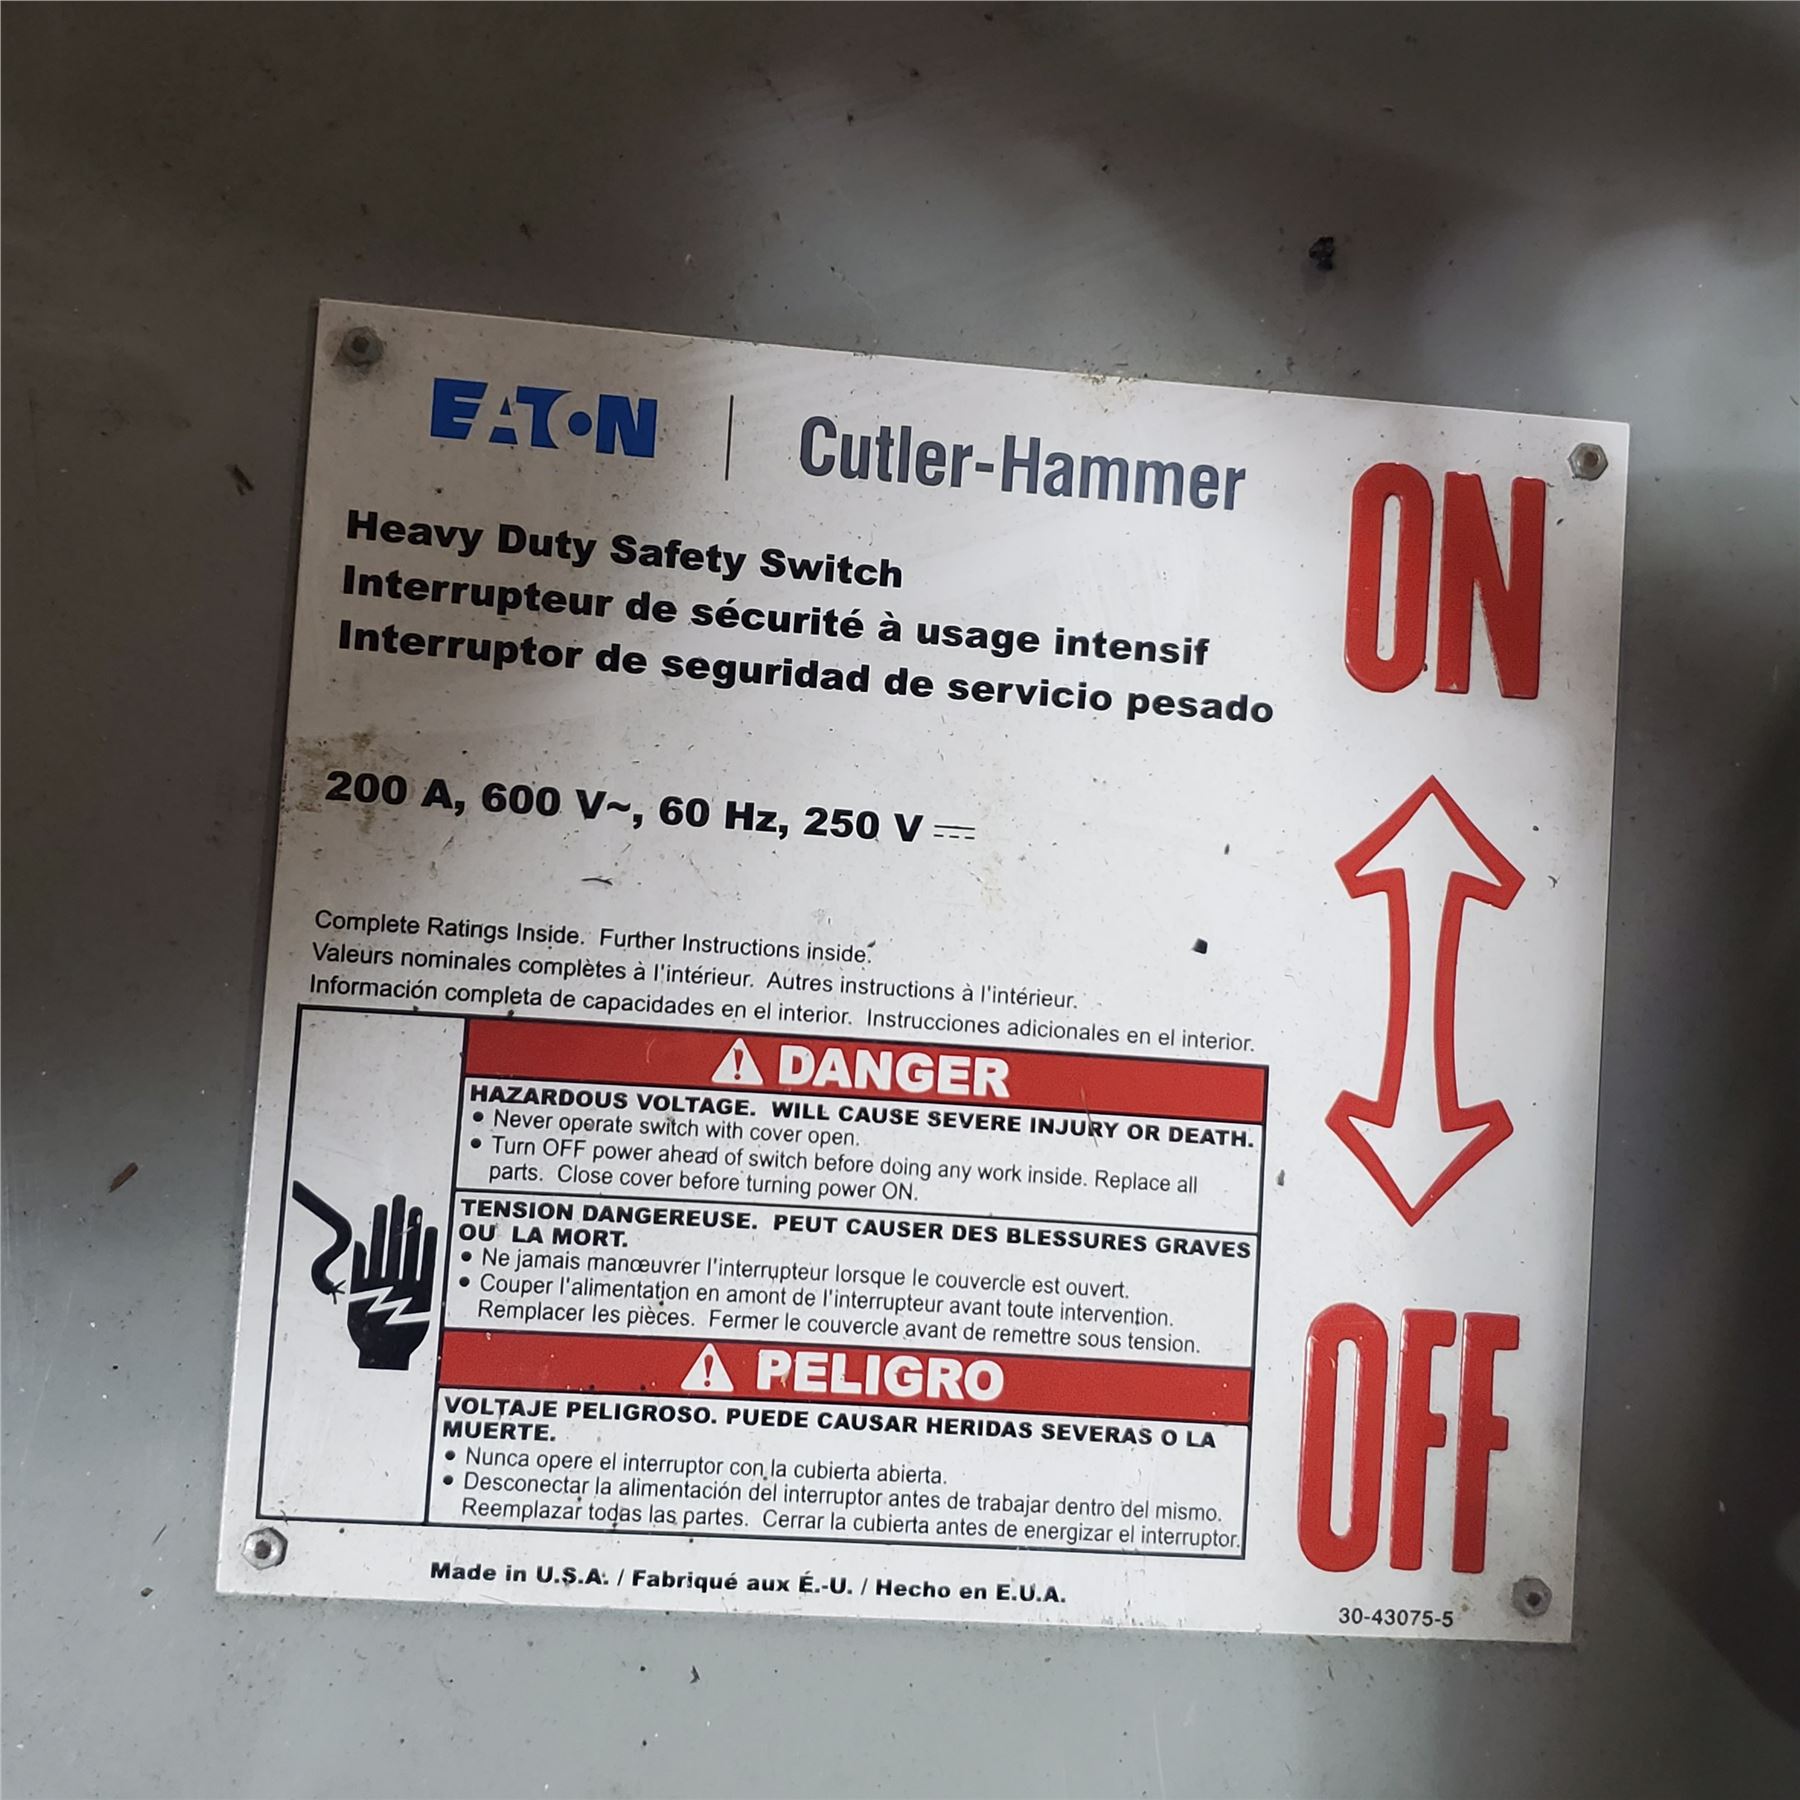 EATON | Cutler-Hammer
ON
Heavy Duty Safety Switch
Interrupteur de sécurité à usage intensif
Interruptor de seguridad de servicio pesado
200 A, 600 V~, 60 Hz, 250 V ⎓
Complete Ratings Inside. Further Instructions inside.
Valeurs nominales complètes à l'intérieur. Autres instructions à l'intérieur.
Información completa de capacidades en el interior. Instrucciones adicionales en el interior.
⚠ DANGER
HAZARDOUS VOLTAGE. WILL CAUSE SEVERE INJURY OR DEATH.
• Never operate switch with cover open.
• Turn OFF power ahead of switch before doing any work inside. Replace all
parts. Close cover before turning power ON.
TENSION DANGEREUSE. PEUT CAUSER DES BLESSURES GRAVES
OU LA MORT.
• Ne jamais manœuvrer l'interrupteur lorsque le couvercle est ouvert.
• Couper l'alimentation en amont de l'interrupteur avant toute intervention.
Remplacer les pièces. Fermer le couvercle avant de remettre sous tension.
⚠ PELIGRO
VOLTAJE PELIGROSO. PUEDE CAUSAR HERIDAS SEVERAS O LA
MUERTE.
• Nunca opere el interruptor con la cubierta abierta.
• Desconectar la alimentación del interruptor antes de trabajar dentro del mismo.
Reemplazar todas las partes. Cerrar la cubierta antes de energizar el interruptor.
OFF
Made in U.S.A. / Fabriqué aux É.-U. / Hecho en E.U.A.
30-43075-5